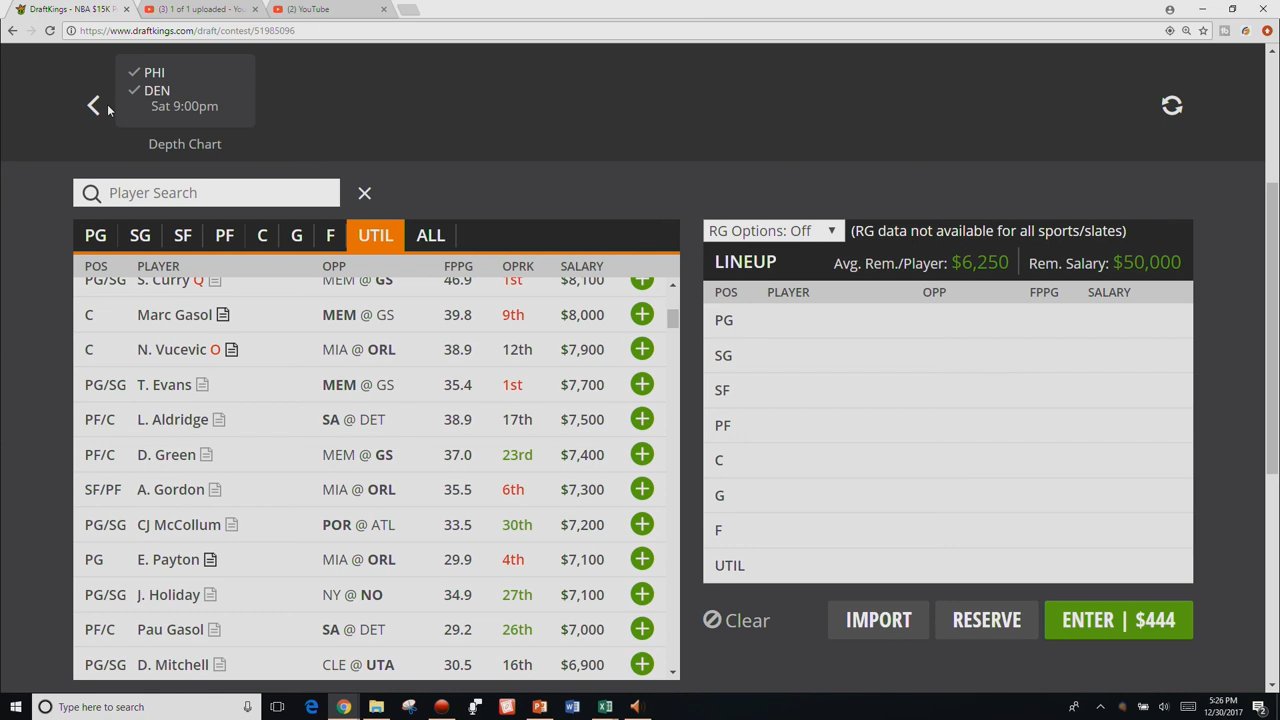 DraftKings - NBA $15K
(3) 1 of 1 uploaded - You
(2) YouTube
https://www.draftkings.com/draft/contest/51985096
PHI
DEN
Sat 9:00pm
Depth Chart
Player Search
PG SG SF PF C G F UTIL ALL
POS PLAYER OPP FPPG OPRK SALARY
PG/SG S. Curry Q MEM @ GS 46.9 1st $8,100
C Marc Gasol MEM @ GS 39.8 9th $8,000
C N. Vucevic O MIA @ ORL 38.9 12th $7,900
PG/SG T. Evans MEM @ GS 35.4 1st $7,700
PF/C L. Aldridge SA @ DET 38.9 17th $7,500
PF/C D. Green MEM @ GS 37.0 23rd $7,400
SF/PF A. Gordon MIA @ ORL 35.5 6th $7,300
PG/SG CJ McCollum POR @ ATL 33.5 30th $7,200
PG E. Payton MIA @ ORL 29.9 4th $7,100
PG/SG J. Holiday NY @ NO 34.9 27th $7,100
PF/C Pau Gasol SA @ DET 29.2 26th $7,000
PG/SG D. Mitchell CLE @ UTA 30.5 16th $6,900
RG Options: Off (RG data not available for all sports/slates)
LINEUP Avg. Rem./Player: $6,250 Rem. Salary: $50,000
POS PLAYER OPP FPPG SALARY
PG
SG
SF
PF
C
G
F
UTIL
Clear IMPORT RESERVE ENTER | $444
Type here to search
5:26 PM
12/30/2017